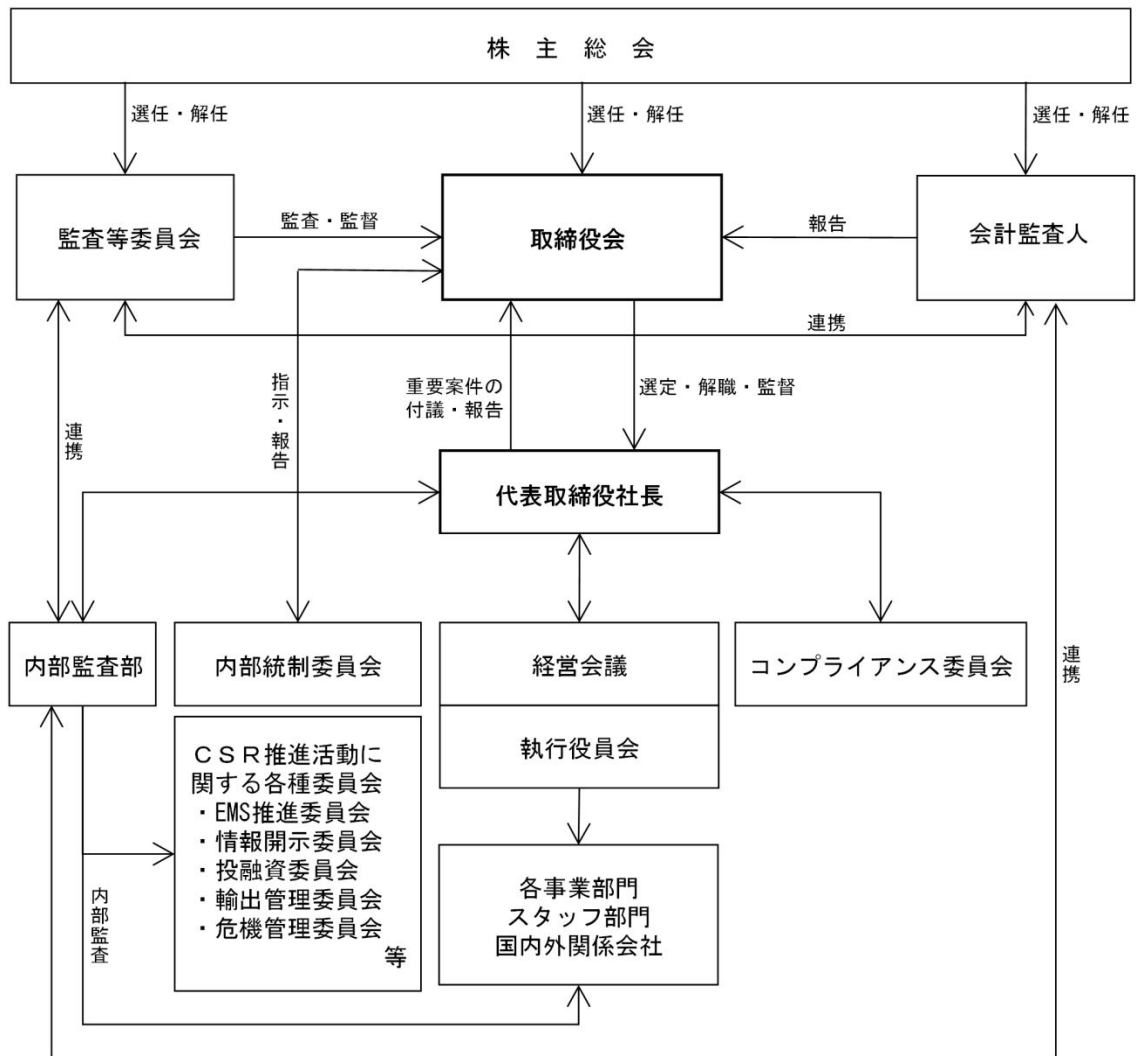 株主総会
選任・解任
選任・解任
選任・解任
監査等委員会
監査・監督
取締役会
報告
会計監査人
連携
指示・報告
重要案件の
付議・報告
選定・解職・監督
連携
代表取締役社長
内部監査部
内部統制委員会
経営会議
コンプライアンス委員会
連携
執行役員会
CSR推進活動に
関する各種委員会
・EMS推進委員会
・情報開示委員会
・投融資委員会
・輸出管理委員会
・危機管理委員会
等
各事業部門
スタッフ部門
国内外関係会社
内部監査